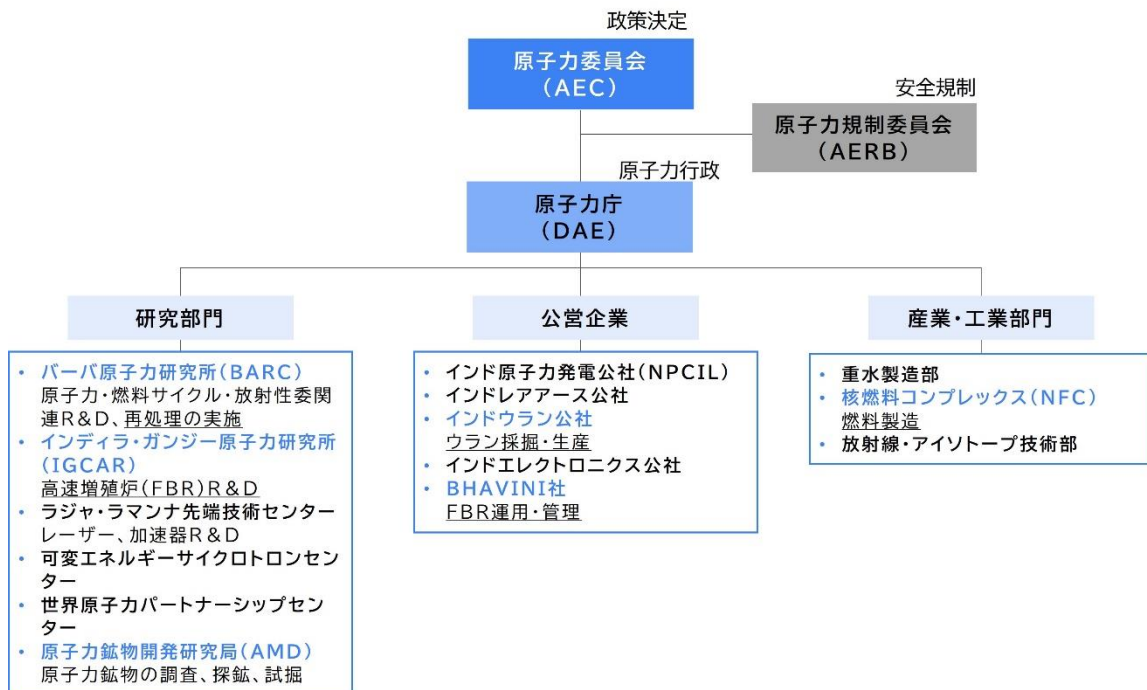 政策決定
原子力委員会
(AEC)
安全規制
原子力規制委員会
(AERB)
原子力行政
原子力庁
(DAE)
研究部門
• バーバ原子力研究所(BARC)
原子力・燃料サイクル・放射性委関
連R&D、再処理の実施
• インディラ・ガンジー原子力研究所
(IGCAR)
高速増殖炉(FBR)R&D
• ラジャ・ラマンナ先端技術センター
レーザー、加速器R&D
• 可変エネルギーサイクロトロンセン
ター
• 世界原子力パートナーシップセン
ター
• 原子力鉱物開発研究局(AMD)
原子力鉱物の調査、探鉱、試掘
公営企業
• インド原子力発電公社(NPCIL)
• インドレアアース公社
• インドウラン公社
ウラン採掘・生産
• インドエレクトロニクス公社
• BHAVINI社
FBR運用・管理
産業・工業部門
• 重水製造部
• 核燃料コンプレックス(NFC)
燃料製造
• 放射線・アイソトープ技術部